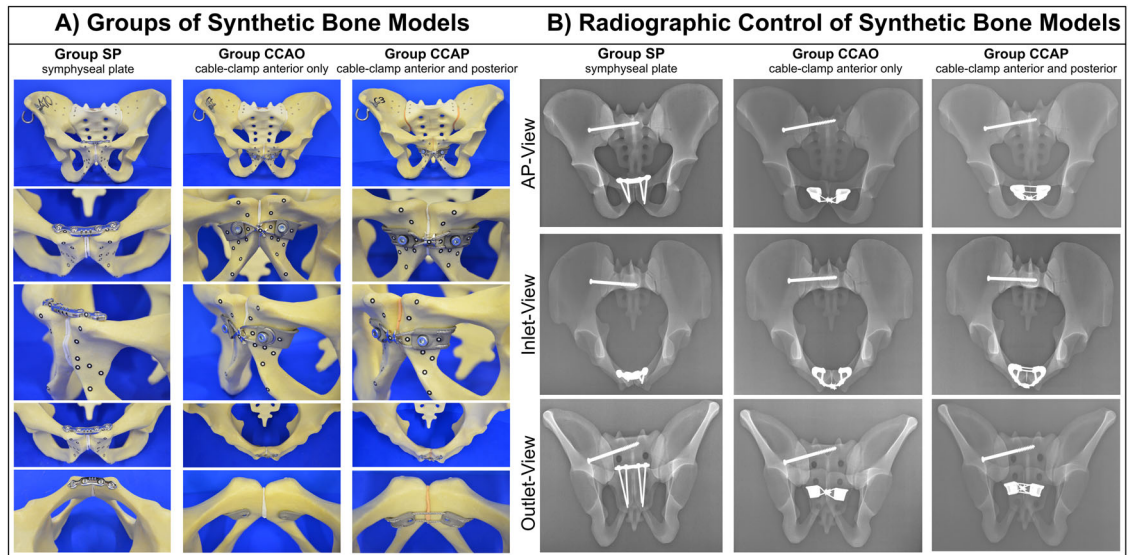 A) Groups of Synthetic Bone Models
Group SP
symphyseal plate
Group CCAO
cable-clamp anterior only
Group CCAP
cable-clamp anterior and posterior
B) Radiographic Control of Synthetic Bone Models
Group SP
symphyseal plate
Group CCAO
cable-clamp anterior only
Group CCAP
cable-clamp anterior and posterior
AP-View
Inlet-View
Outlet-View